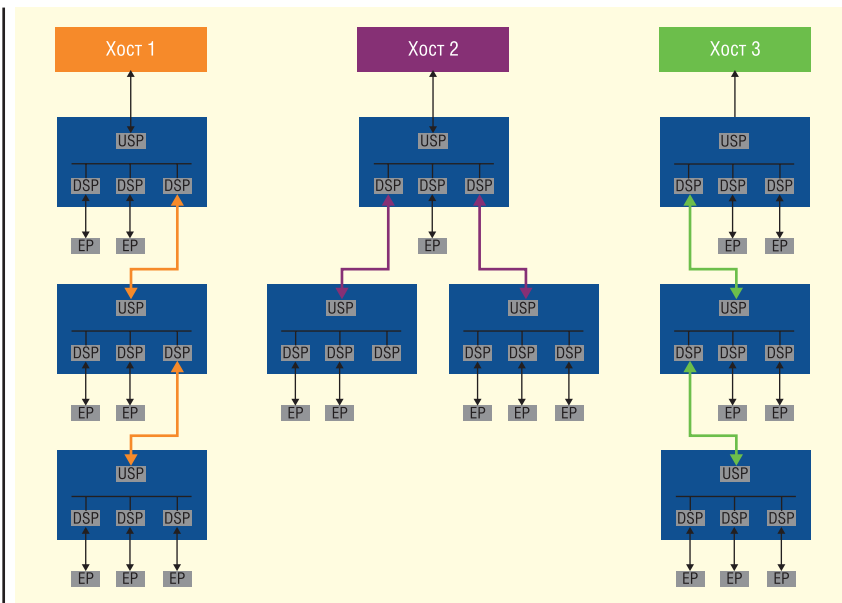 Хост 1 Хост 2 Хост 3
USP USP USP
DSP DSP DSP DSP DSP DSP DSP DSP DSP
EP EP EP EP EP
USP USP USP USP
DSP DSP DSP DSP DSP DSP DSP DSP DSP DSP DSP DSP
EP EP EP EP EP EP EP EP EP
USP USP
DSP DSP DSP DSP DSP DSP
EP EP EP EP EP EP